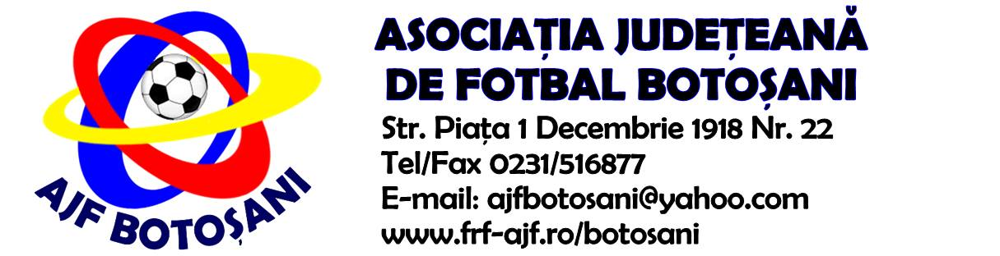 AJF BOTOȘANI
ASOCIAȚIA JUDEȚEANĂ
DE FOTBAL BOTOȘANI
Str. Piața 1 Decembrie 1918 Nr. 22
Tel/Fax 0231/516877
E-mail: ajfbotosani@yahoo.com
www.frf-ajf.ro/botosani